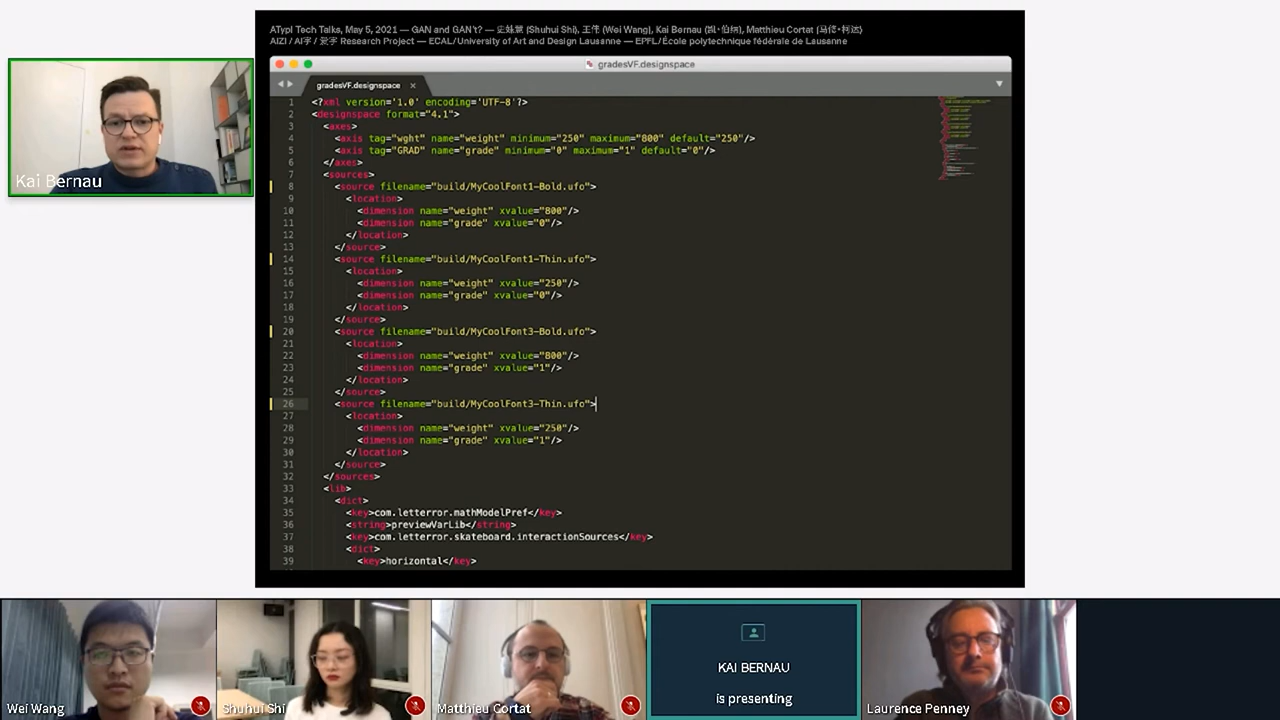 ATypI Tech Talks, May 5, 2021 — GAN and GAN't? — 史姝慧 (Shuhui Shi), 王伟 (Wei Wang), Kai Bernau (凯·伯纳), Matthieu Cortat (马修·柯达)
AIZI / AI字 / 爱字 Research Project — ECAL/University of Art and Design Lausanne — EPFL/École polytechnique fédérale de Lausanne
gradesVF.designspace
gradesVF.designspace
1 <?xml version='1.0' encoding='UTF-8'?>
2 <designspace format="4.1">
3 <axes>
4 <axis tag="wght" name="weight" minimum="250" maximum="800" default="250"/>
5 <axis tag="GRAD" name="grade" minimum="0" maximum="1" default="0"/>
6 </axes>
7 <sources>
8 <source filename="build/MyCoolFont1-Bold.ufo">
9 <location>
10 <dimension name="weight" xvalue="800"/>
11 <dimension name="grade" xvalue="0"/>
12 </location>
13 </source>
14 <source filename="build/MyCoolFont1-Thin.ufo">
15 <location>
16 <dimension name="weight" xvalue="250"/>
17 <dimension name="grade" xvalue="0"/>
18 </location>
19 </source>
20 <source filename="build/MyCoolFont3-Bold.ufo">
21 <location>
22 <dimension name="weight" xvalue="800"/>
23 <dimension name="grade" xvalue="1"/>
24 </location>
25 </source>
26 <source filename="build/MyCoolFont3-Thin.ufo">
27 <location>
28 <dimension name="weight" xvalue="250"/>
29 <dimension name="grade" xvalue="1"/>
30 </location>
31 </source>
32 </sources>
33 <lib>
34 <dict>
35 <key>com.letterror.mathModelPref</key>
36 <string>previewVarLib</string>
37 <key>com.letterror.skateboard.interactionSources</key>
38 <dict>
39 <key>horizontal</key>
Kai Bernau
Wei Wang
Shuhui Shi
Matthieu Cortat
KAI BERNAU
is presenting
Laurence Penney